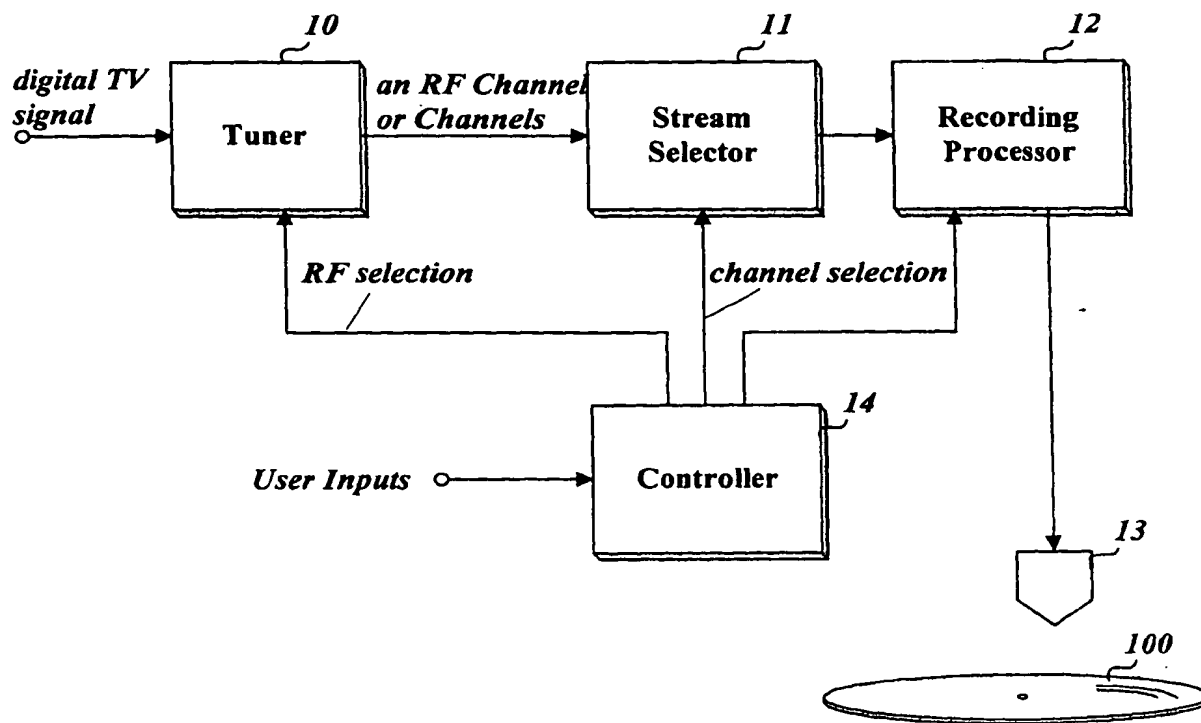 10
11
12
digital TV
signal
Tuner
an RF Channel
or Channels
Stream
Selector
Recording
Processor
RF selection
channel selection
14
User Inputs
Controller
13
100